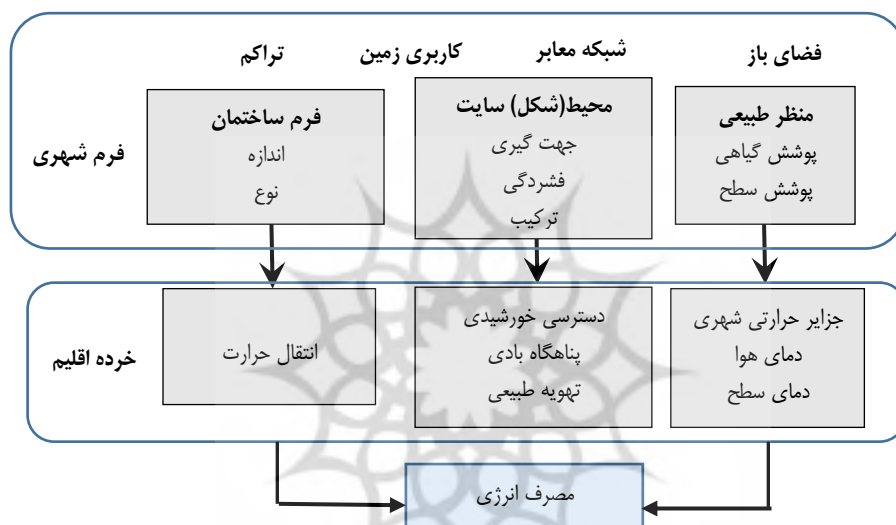 فضای باز
شبکه معابر
کاربری زمین
تراکم
فرم شهری
منظر طبیعی
پوشش گیاهی
پوشش سطح
محیط(شکل) سایت
جهت گیری
فشردگی
ترکیب
فرم ساختمان
اندازه
نوع
خرده اقلیم
جزایر حرارتی شهری
دمای هوا
دمای سطح
دسترسی خورشیدی
پناهگاه بادی
تهویه طبیعی
انتقال حرارت
مصرف انرژی